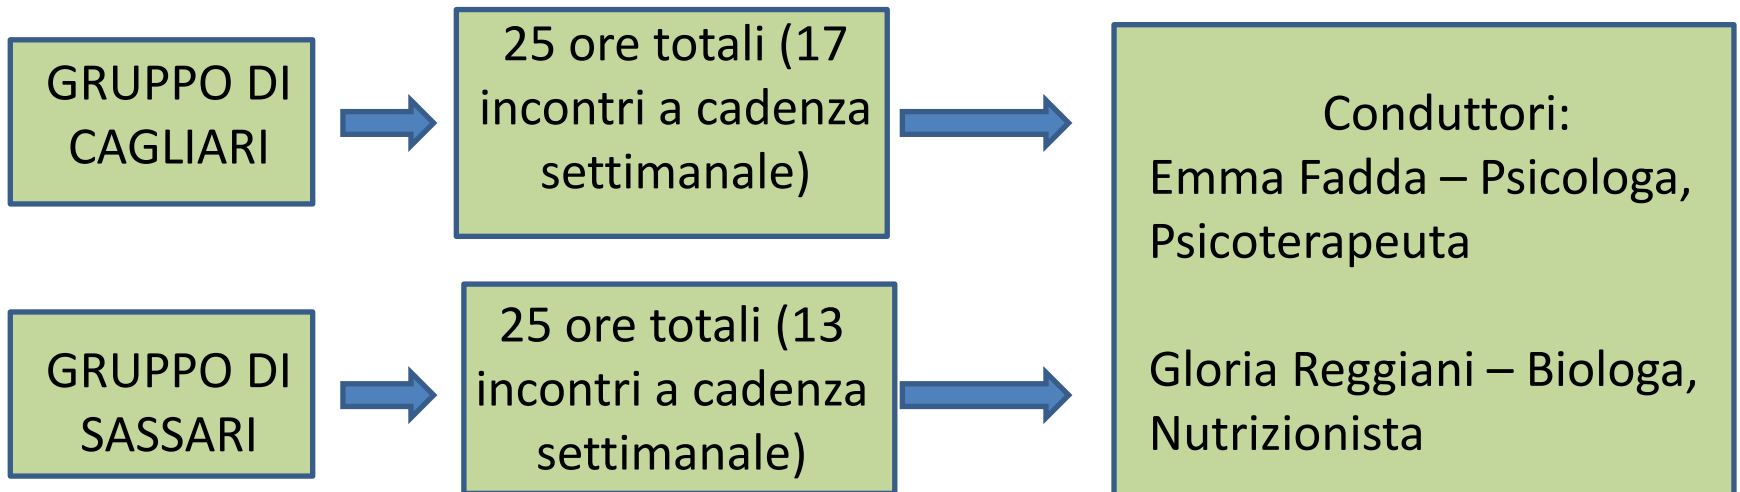 GRUPPO DI
CAGLIARI
25 ore totali (17
incontri a cadenza
settimanale)
GRUPPO DI
SASSARI
25 ore totali (13
incontri a cadenza
settimanale)
Conduttori:
Emma Fadda – Psicologa,
Psicoterapeuta
Gloria Reggiani – Biologa,
Nutrizionista